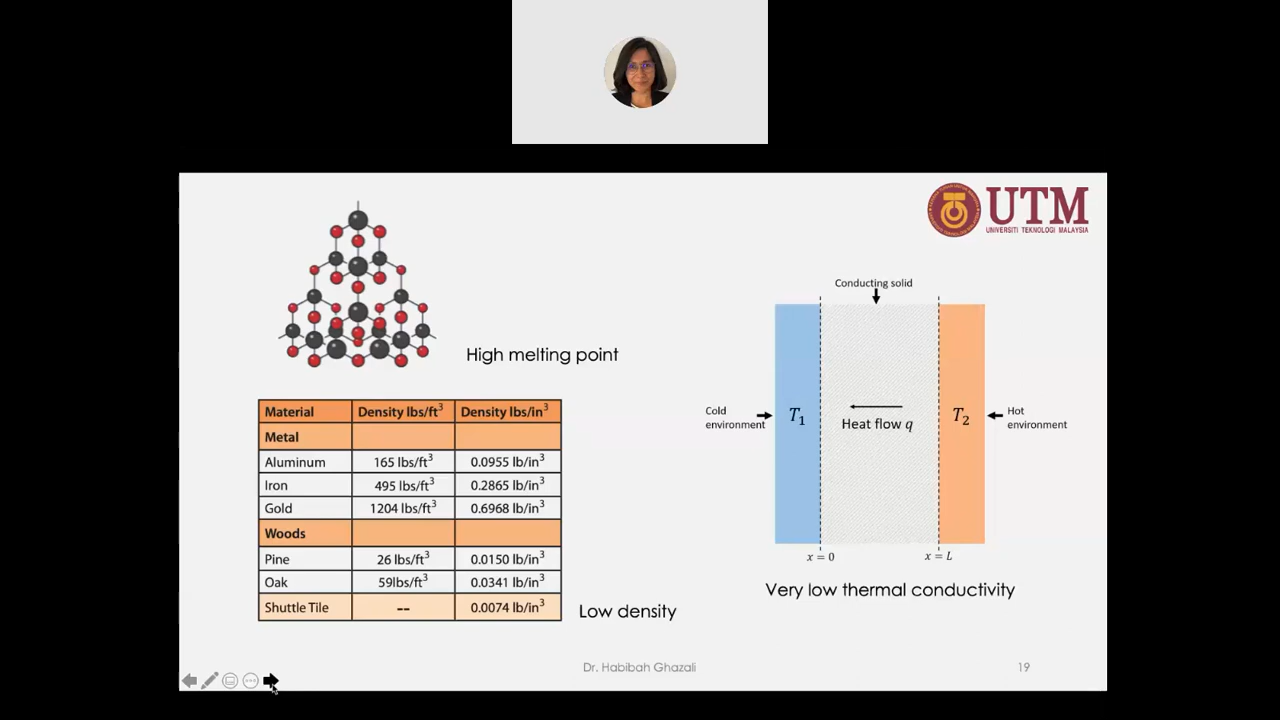 UTM
UNIVERSITI TEKNOLOGI MALAYSIA
Conducting solid
High melting point
Material Density lbs/ft³ Density lbs/in³
Metal
Aluminum 165 lbs/ft³ 0.0955 lb/in³
Iron 495 lbs/ft³ 0.2865 lb/in³
Gold 1204 lbs/ft³ 0.6968 lb/in³
Woods
Pine 26 lbs/ft³ 0.0150 lb/in³
Oak 59lbs/ft³ 0.0341 lb/in³
Shuttle Tile -- 0.0074 lb/in³
Low density
Cold
environment
T₁
Heat flow q
T₂
Hot
environment
x = 0
x = L
Very low thermal conductivity
Dr. Habibah Ghazali
19